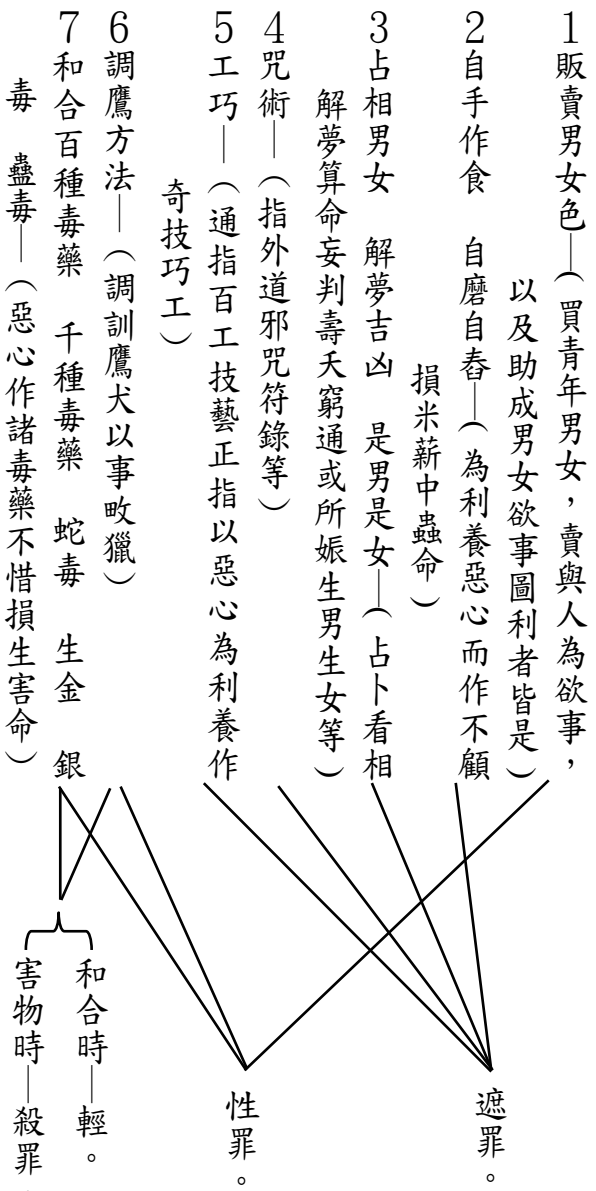 1販賣男女色—(買青年男女，賣與人為欲事，
以及助成男女欲事圖利者皆是)
2自手作食　自磨自舂—(為利養惡心而作不顧
損米薪中蟲命)
3占相男女　解夢吉凶　是男是女—(占卜看相
解夢算命妄判壽夭窮通或所娠生男生女等)
4咒術—(指外道邪咒符錄等)
5工巧—(通指百工技藝正指以惡心為利養作
奇技巧工)
6調鷹方法—(調訓鷹犬以事畋獵)
7和合百種毒藥　千種毒藥　蛇毒　生金　銀
毒　蠱毒—(惡心作諸毒藥不惜損生害命)
遮罪。
性罪。
和合時—輕。
害物時—殺罪